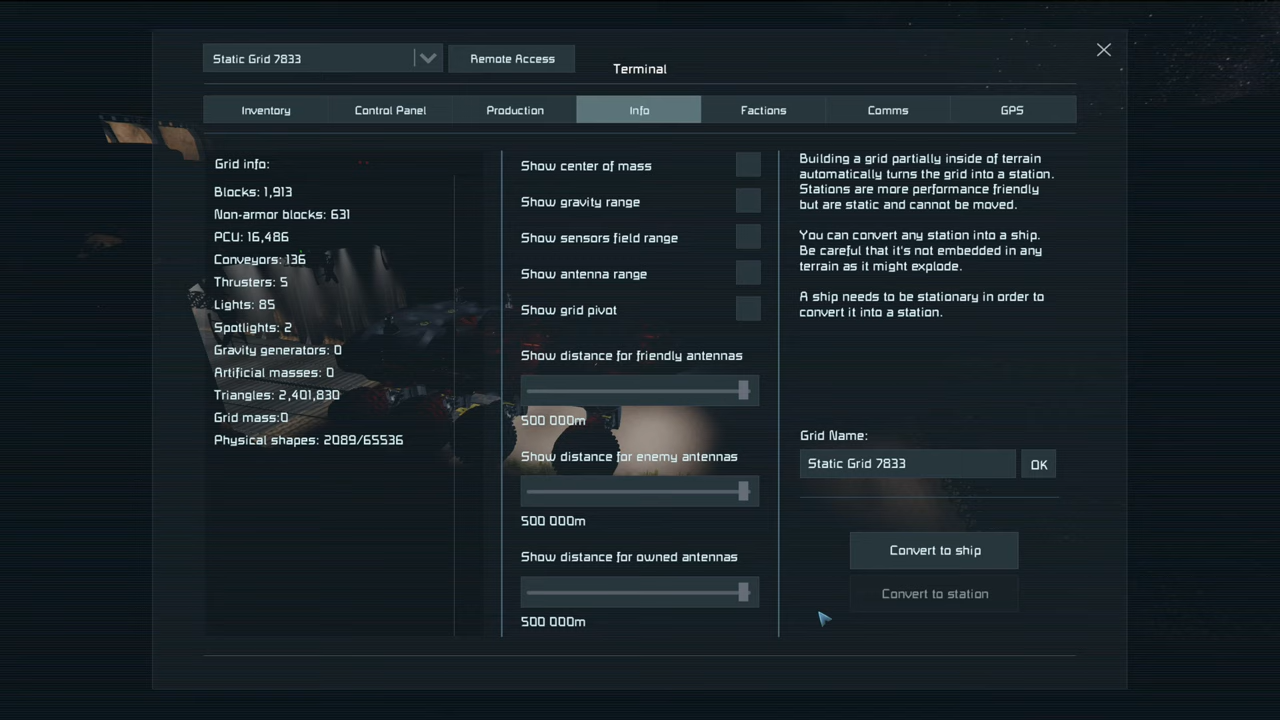 Static Grid 7833
Remote Access
Terminal
Inventory
Control Panel
Production
Info
Factions
Comms
GPS
Grid info:
Blocks: 1,913
Non-armor blocks: 631
PCU: 16,486
Conveyors: 136
Thrusters: 5
Lights: 85
Spotlights: 2
Gravity generators: 0
Artificial masses: 0
Triangles: 2,401,830
Grid mass:0
Physical shapes: 2089/65536
Show center of mass
Show gravity range
Show sensors field range
Show antenna range
Show grid pivot
Show distance for friendly antennas
500 000m
Show distance for enemy antennas
500 000m
Show distance for owned antennas
500 000m
Building a grid partially inside of terrain
automatically turns the grid into a station.
Stations are more performance friendly
but are static and cannot be moved.
You can convert any station into a ship.
Be careful that it's not embedded in any
terrain as it might explode.
A ship needs to be stationary in order to
convert it into a station.
Grid Name:
Static Grid 7833
OK
Convert to ship
Convert to station